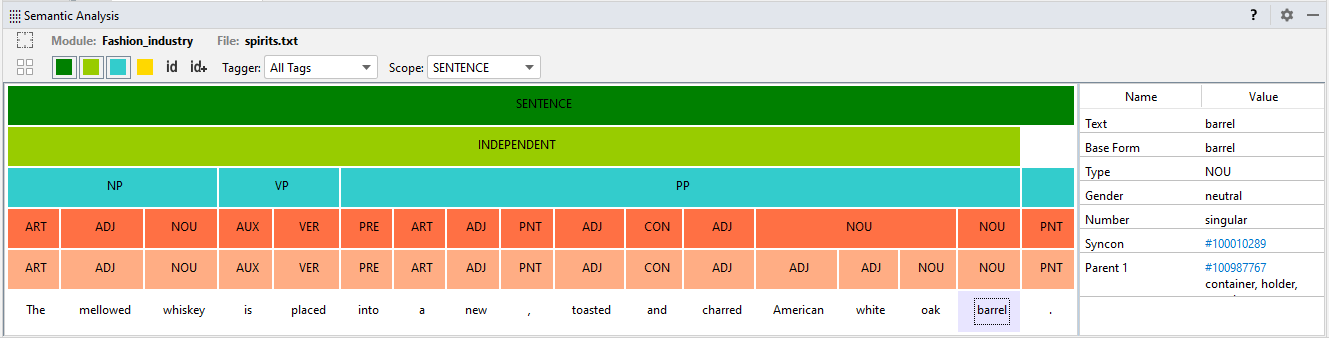 Semantic Analysis ?
Module: Fashion_industry File: spirits.txt
id id+ Tagger: All Tags Scope: SENTENCE
SENTENCE
INDEPENDENT
NP VP PP
ART ADJ NOU AUX VER PRE ART ADJ PNT ADJ CON ADJ NOU NOU PNT
ART ADJ NOU AUX VER PRE ART ADJ PNT ADJ CON ADJ ADJ ADJ NOU NOU PNT
The mellowed whiskey is placed into a new , toasted and charred American white oak barrel .
Name Value
Text barrel
Base Form barrel
Type NOU
Gender neutral
Number singular
Syncon #100010289
Parent 1 #100987767
container, holder,